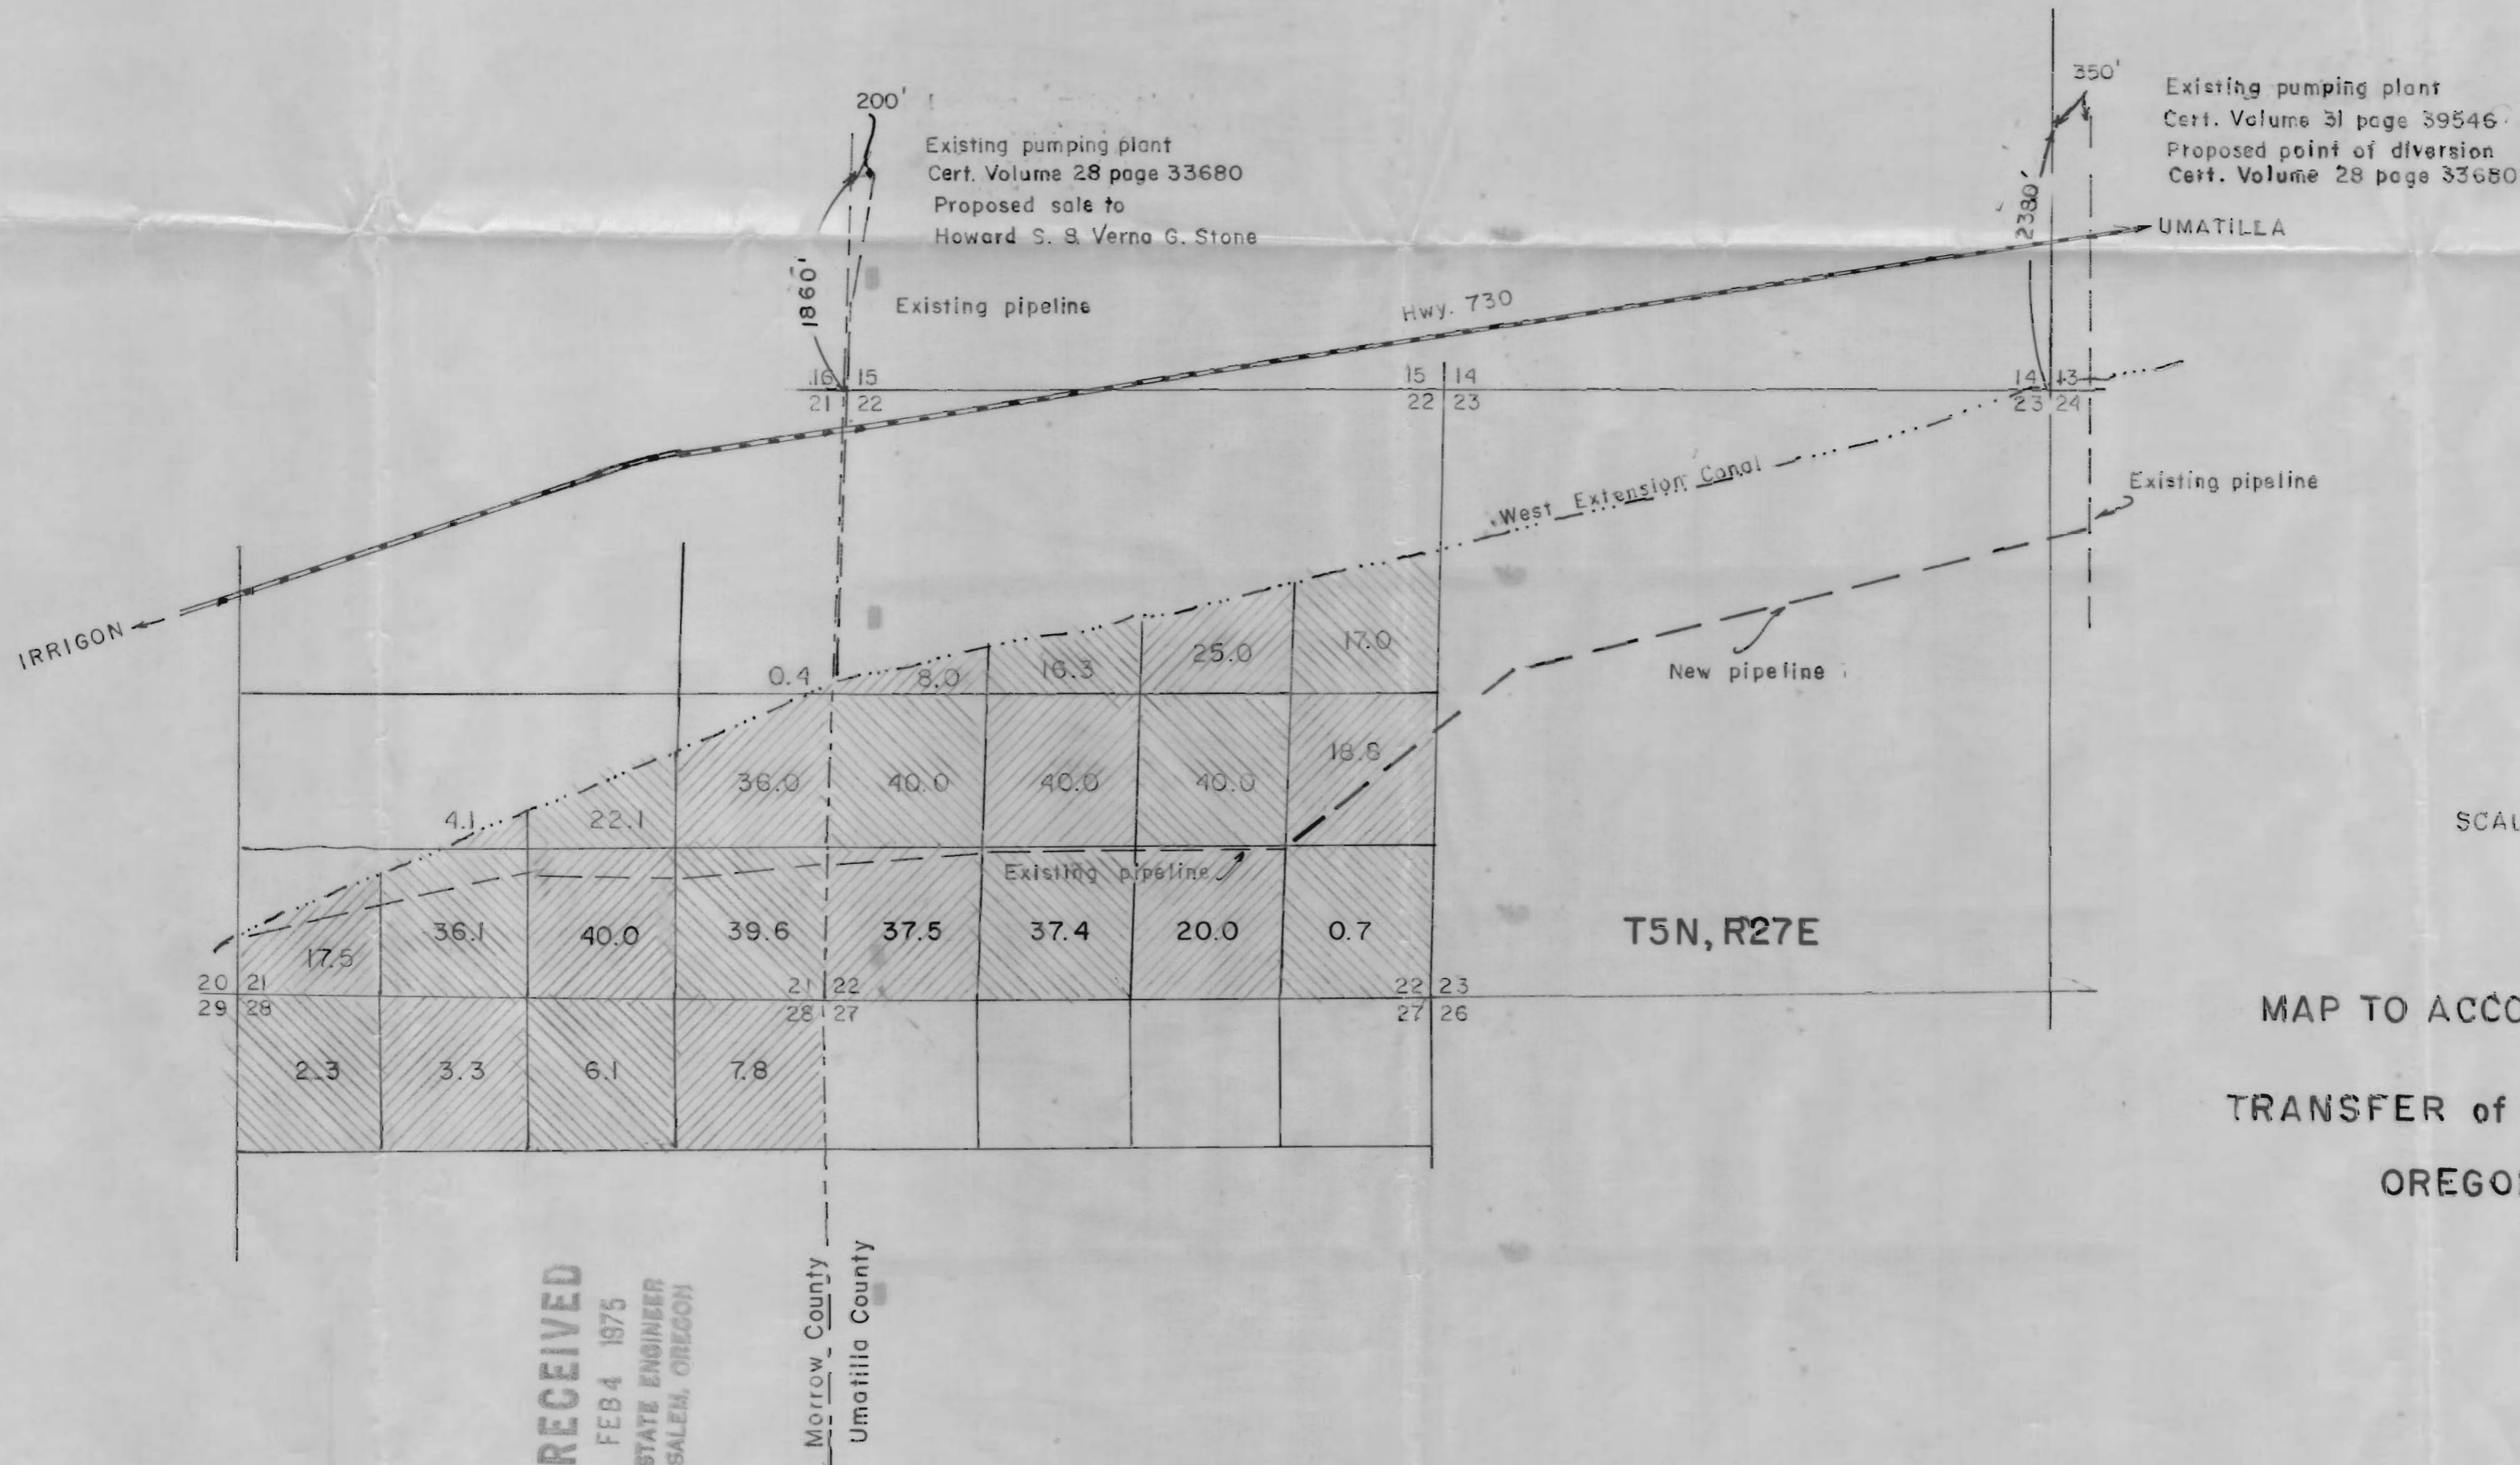 200'
Existing pumping plant
Cert. Volume 28 page 33680
Proposed sale to
Howard S. & Verna G. Stone
350'
Existing pumping plant
Cert. Volume 31 page 39546
Proposed point of diversion
Cert. Volume 28 page 33680
2380'
UMATILLA
1860'
Existing pipeline
Hwy. 730
16 15
21 22
15 14
22 23
14 13
23 24
West Extension Canal
Existing pipeline
IRRIGON
New pipeline
0.4 8.0 16.3 25.0 17.0
36.0 40.0 40.0 40.0 18.8
4.1 22.1
Existing pipeline
17.5 36.1 40.0 39.6 37.5 37.4 20.0 0.7
T5N, R27E
20 21
29 28
21 22
28 27
22 23
27 26
2.3 3.3 6.1 7.8
SCAL
MAP TO ACCO
TRANSFER of
OREGO
RECEIVED
FEB 4 1975
STATE ENGINEER
SALEM, OREGON
Morrow County
Umatilla County